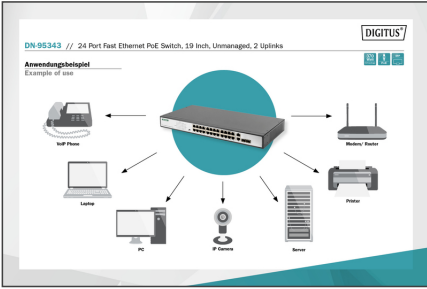 DIGITUS®
DN-95343 // 24 Port Fast Ethernet PoE Switch, 19 Inch, Unmanaged, 2 Uplinks
Anwendungsbeispiel
Example of use
VoIP Phone
Modem/ Router
Laptop
Printer
PC
IP Camera
Server